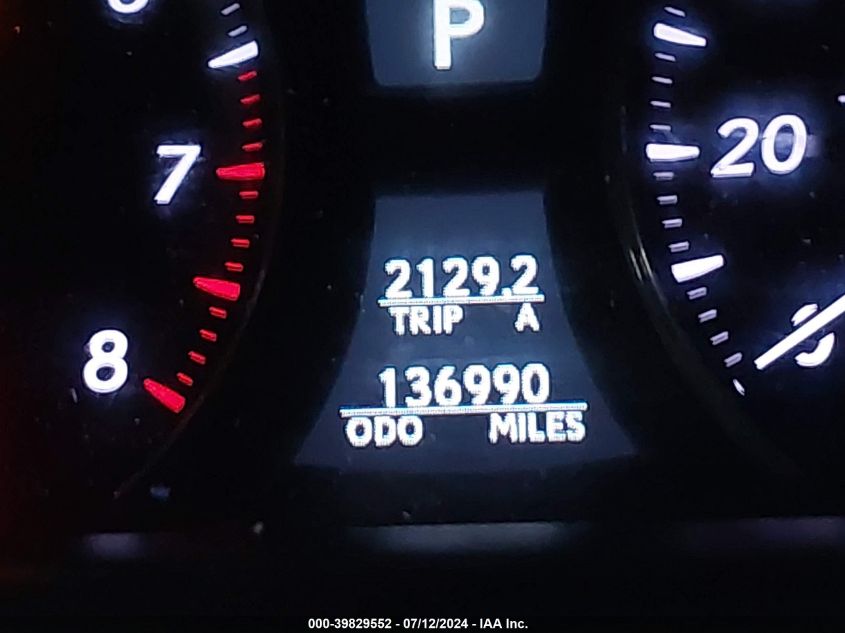 P
7
20
2129.2
TRIP A
8
136990
ODO MILES
000-39829552 - 07/12/2024 - IAA Inc.